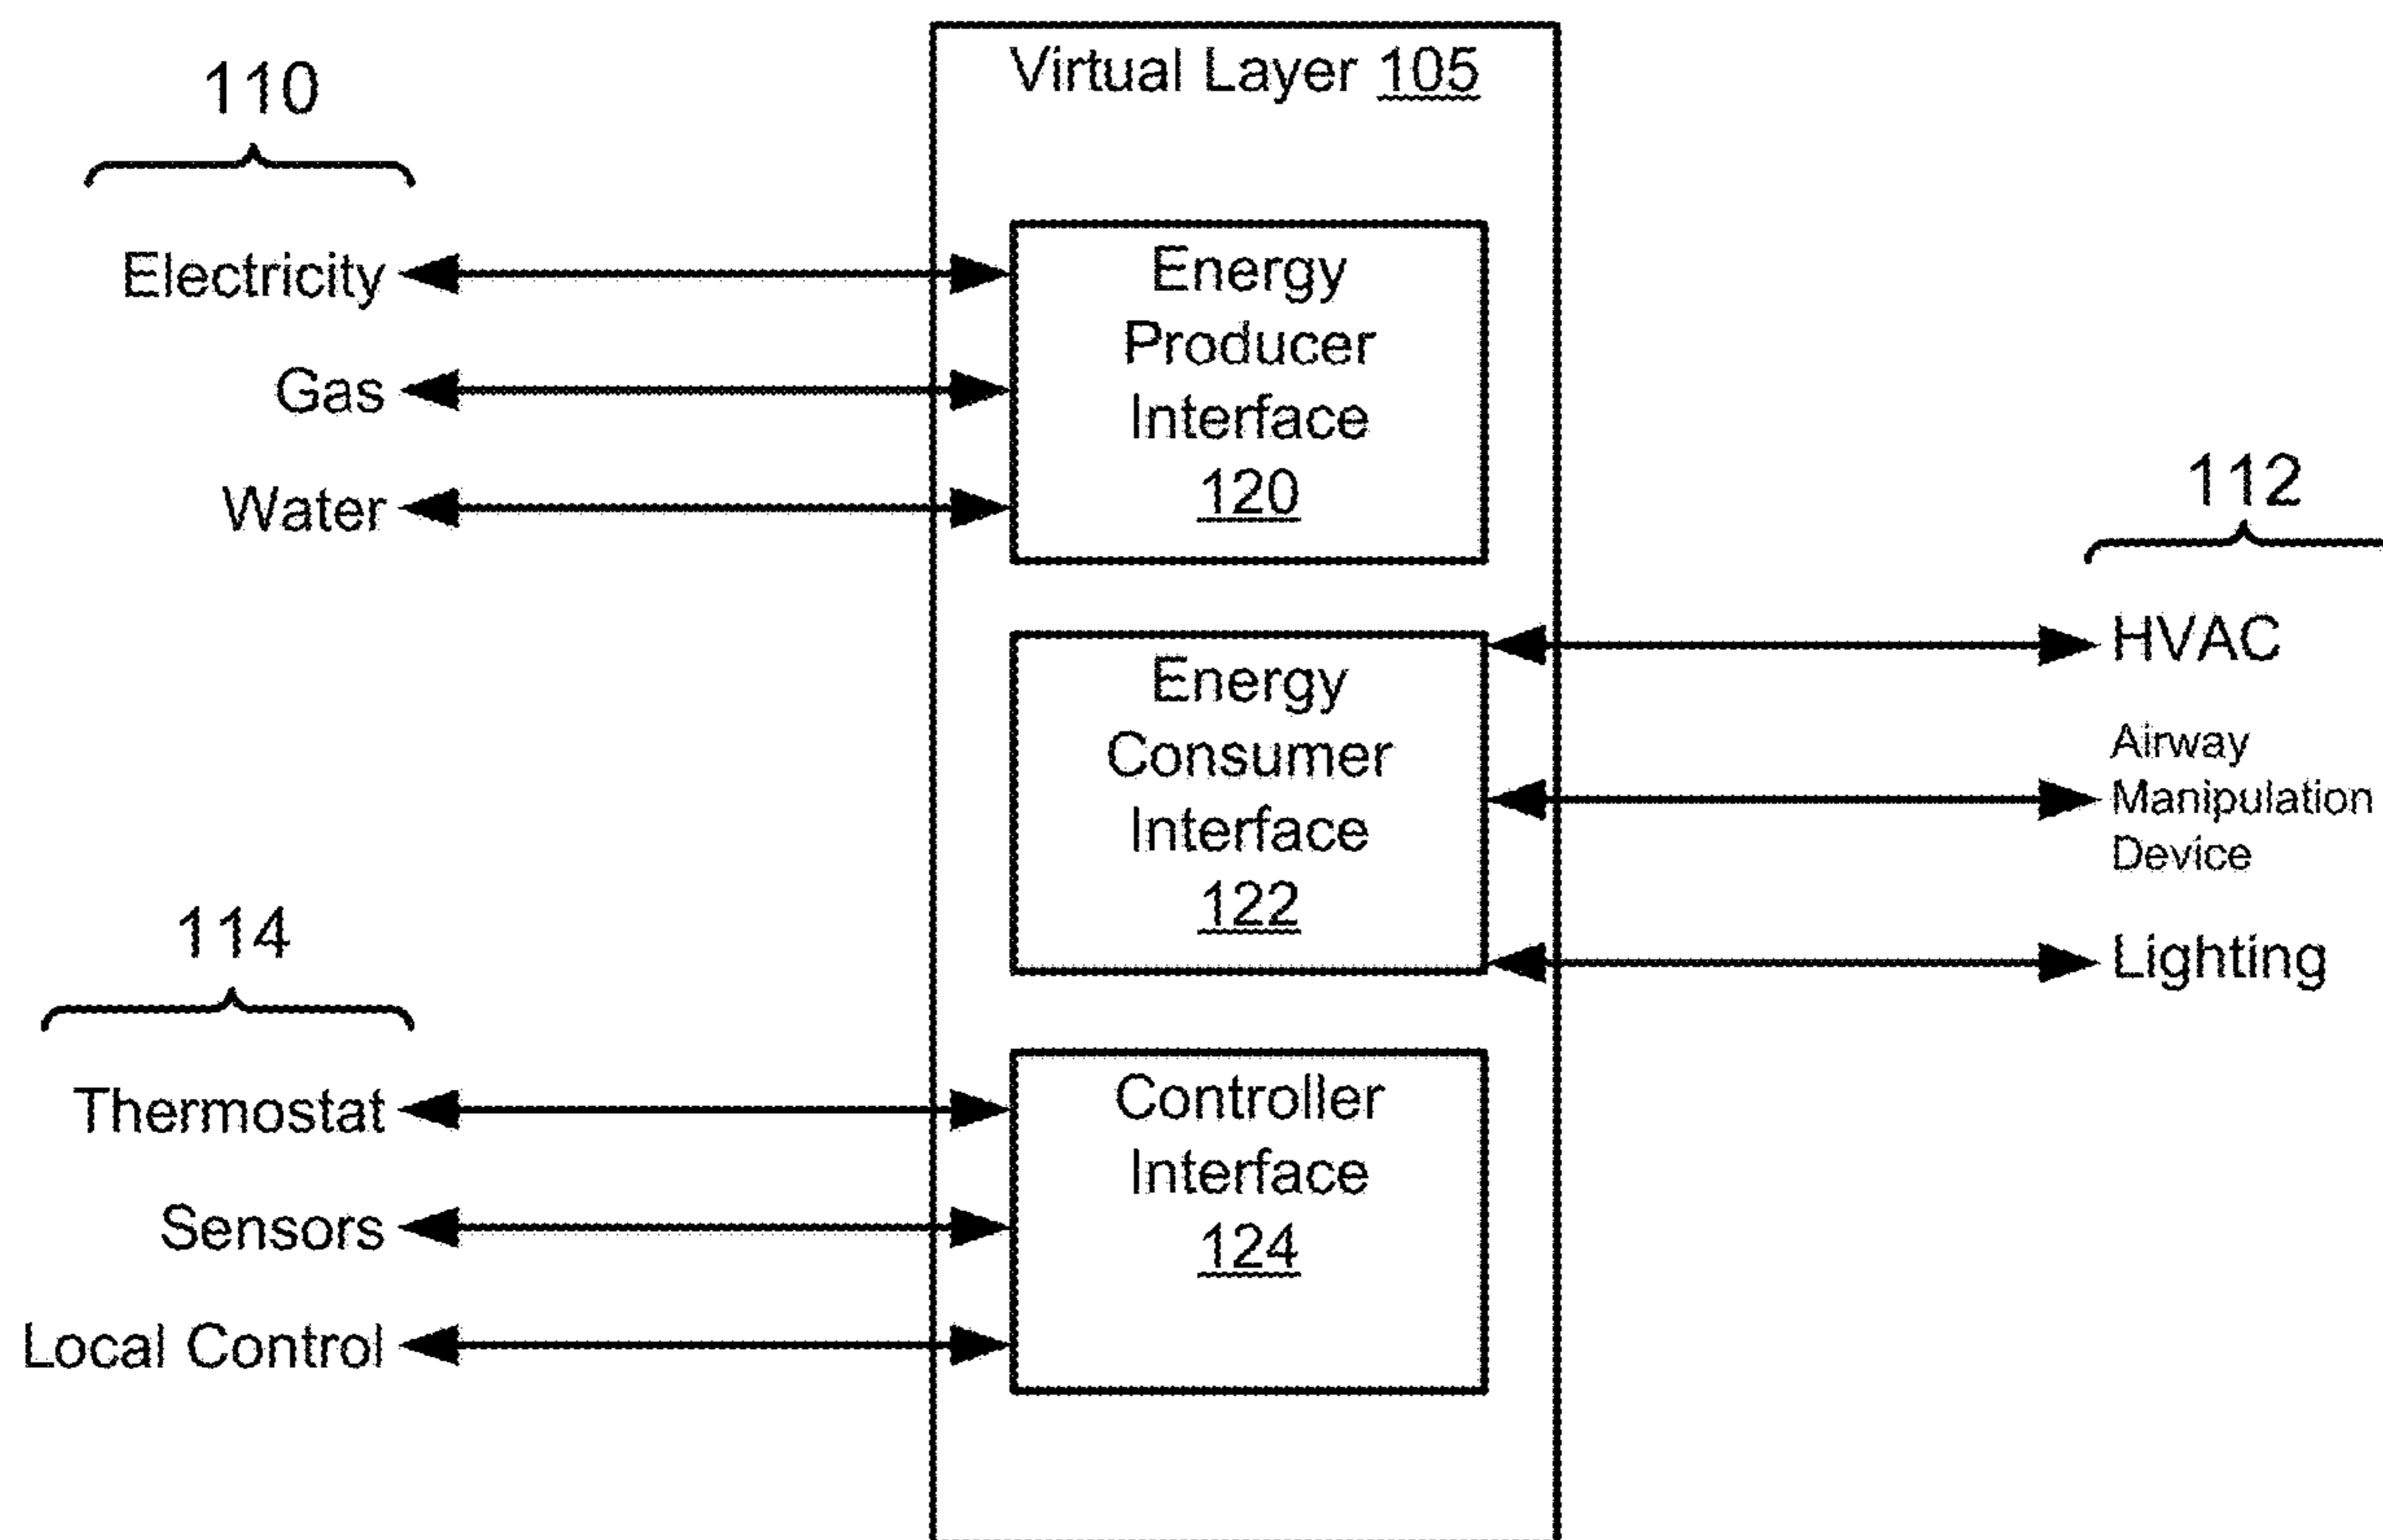 Virtual Layer 105
110
Electricity
Gas
Water
Energy
Producer
Interface
120
112
HVAC
Airway
Manipulation
Device
Lighting
Energy
Consumer
Interface
122
114
Thermostat
Sensors
Local Control
Controller
Interface
124